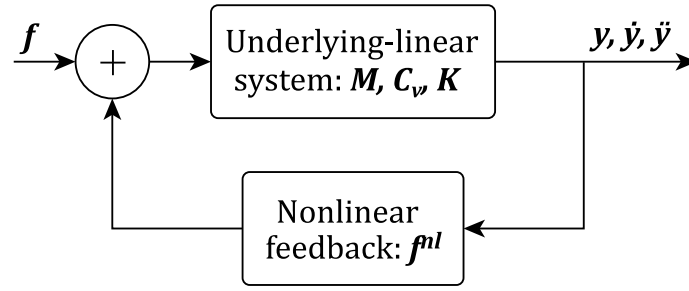 f
+
Underlying-linear
system: M, Cᵥ, K
y, ẏ, ÿ
Nonlinear
feedback: fⁿˡ